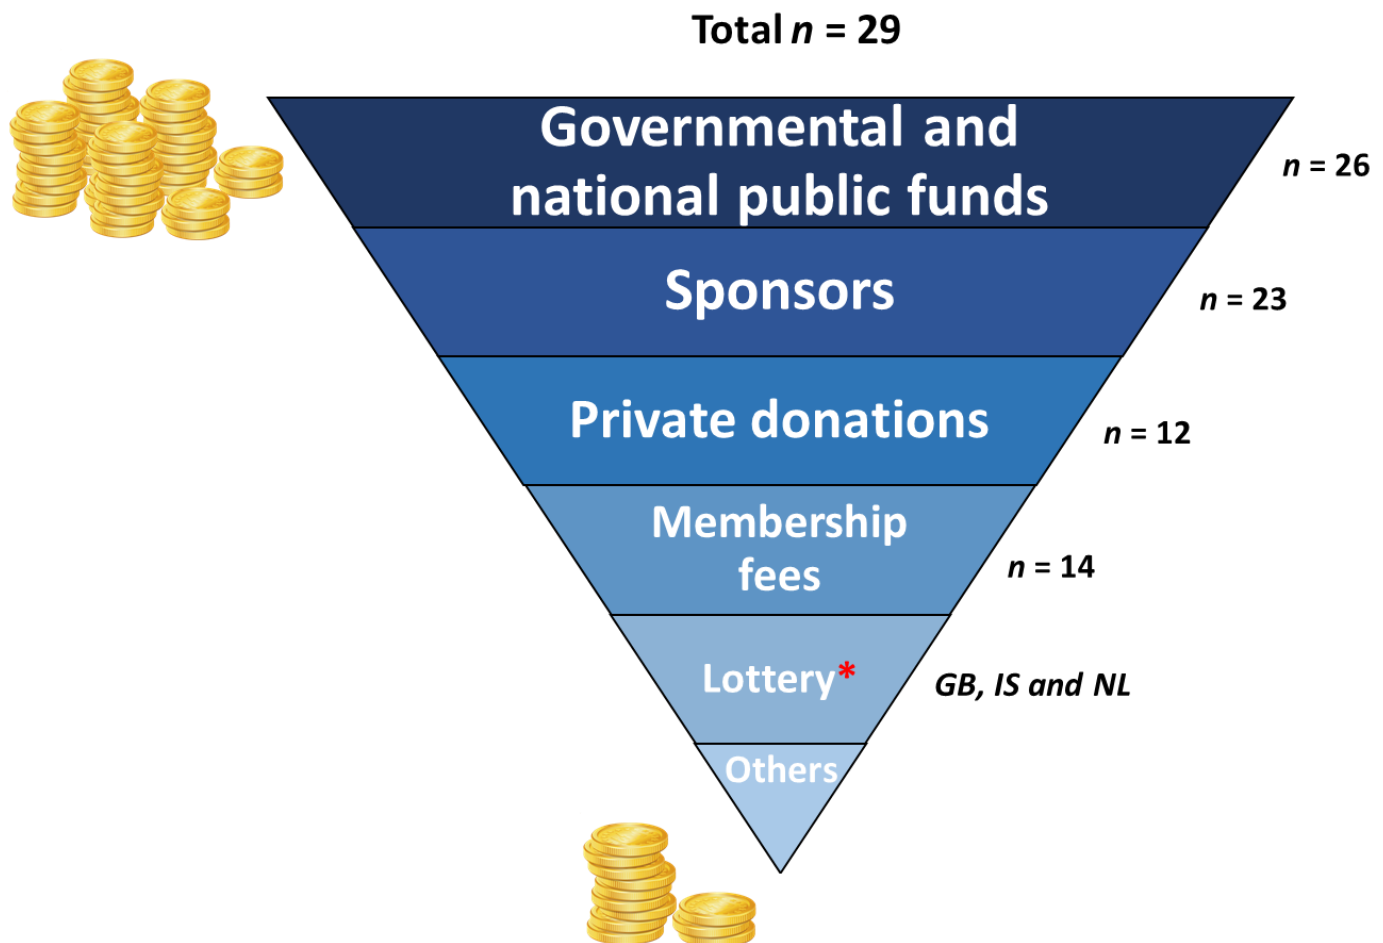 Total n = 29
Governmental and
national public funds
n = 26
Sponsors
n = 23
Private donations
n = 12
Membership
fees
n = 14
Lottery*
GB, IS and NL
Others